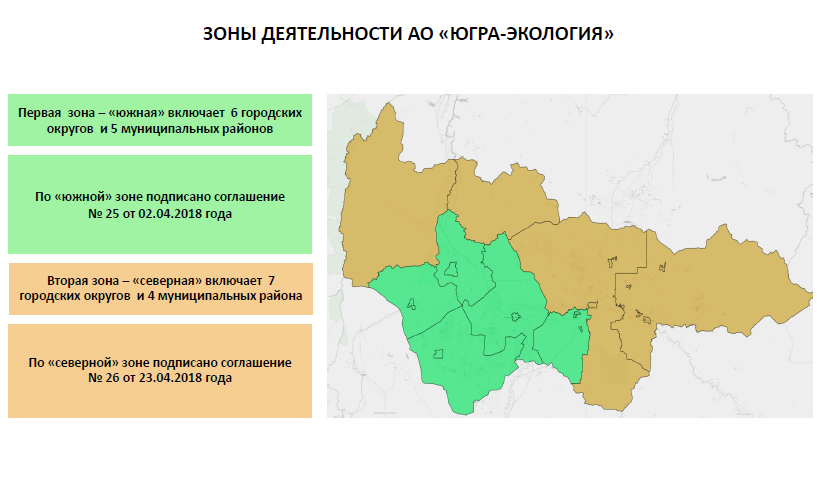 ЗОНЫ ДЕЯТЕЛЬНОСТИ АО «ЮГРА-ЭКОЛОГИЯ»
Первая зона – «южная» включает 6 городских
округов и 5 муниципальных районов
По «южной» зоне подписано соглашение
№ 25 от 02.04.2018 года
Вторая зона – «северная» включает 7
городских округов и 4 муниципальных района
По «северной» зоне подписано соглашение
№ 26 от 23.04.2018 года